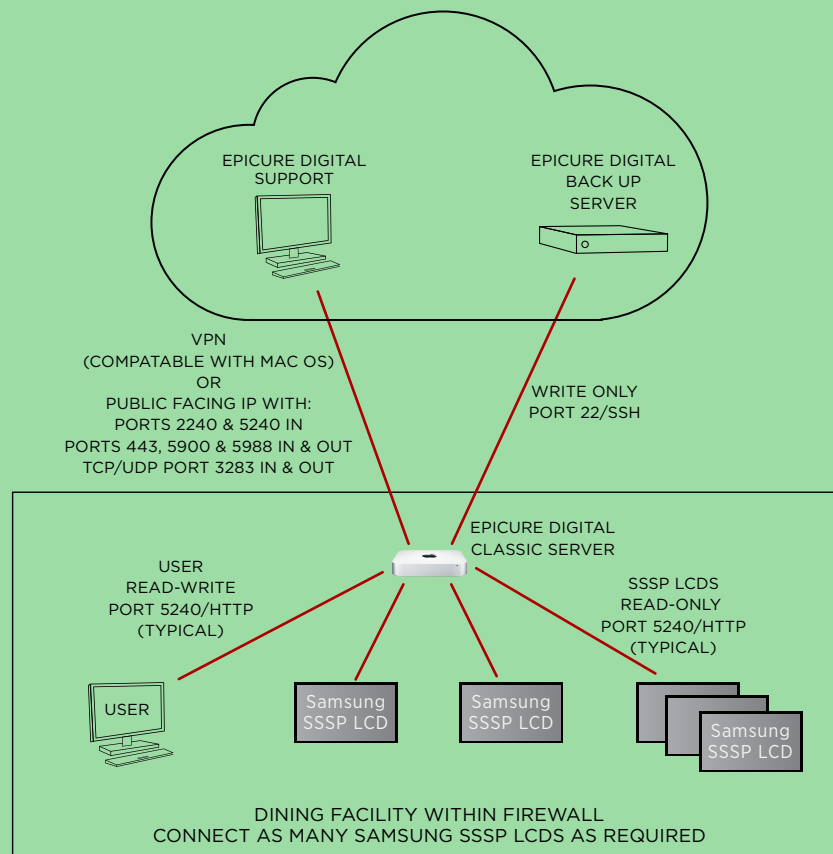 EPICURE DIGITAL
SUPPORT
EPICURE DIGITAL
BACK UP
SERVER
VPN
(COMPATABLE WITH MAC OS)
OR
PUBLIC FACING IP WITH:
PORTS 2240 & 5240 IN
PORTS 443, 5900 & 5988 IN & OUT
TCP/UDP PORT 3283 IN & OUT
WRITE ONLY
PORT 22/SSH
EPICURE DIGITAL
CLASSIC SERVER
USER
READ-WRITE
PORT 5240/HTTP
(TYPICAL)
SSSP LCDS
READ-ONLY
PORT 5240/HTTP
(TYPICAL)
USER
Samsung
SSSP LCD
Samsung
SSSP LCD
Samsung
SSSP LCD
DINING FACILITY WITHIN FIREWALL
CONNECT AS MANY SAMSUNG SSSP LCDS AS REQUIRED